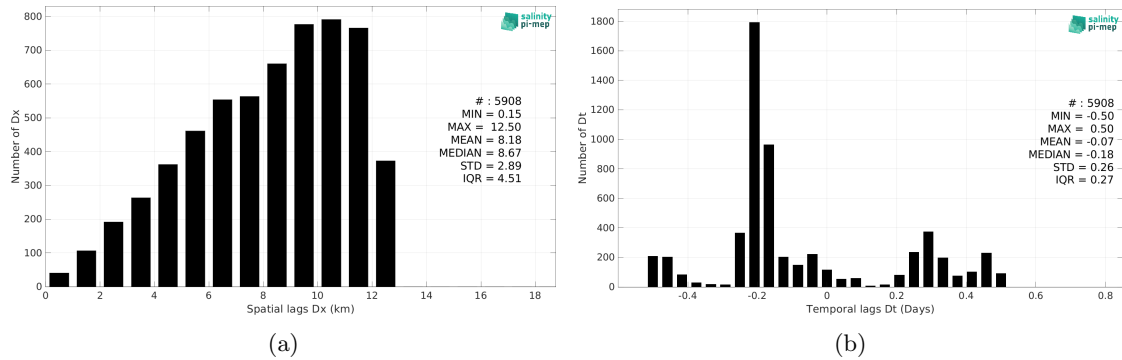 800
700
600
500
400
300
200
100
0
Number of Dx
0 2 4 6 8 10 12 14 16 18
Spatial lags Dx (km)
salinity
pi-mep
# : 5908
MIN = 0.15
MAX = 12.50
MEAN = 8.18
MEDIAN = 8.67
STD = 2.89
IQR = 4.51
(a)
1800
1600
1400
1200
1000
800
600
400
200
0
Number of Dt
-0.4 -0.2 0 0.2 0.4 0.6 0.8
Temporal lags Dt (Days)
salinity
pi-mep
# : 5908
MIN = -0.50
MAX = 0.50
MEAN = -0.07
MEDIAN = -0.18
STD = 0.26
IQR = 0.27
(b)